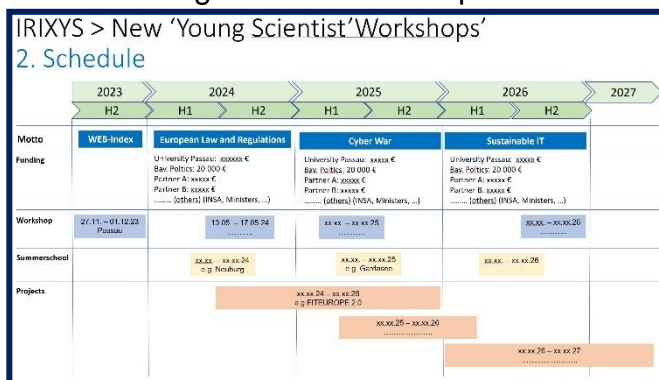 IRIXYS > New ‘Young Scientist’Workshops’
2. Schedule
2023
2024
2025
2026
2027
H2
H1
H2
H1
H2
H1
H2
Motto
WEB-Index
European Law and Regulations
Cyber War
Sustainable IT
Funding
University Passau: xxxxxx €
Bav. Poltics: 20 000 €
Partner A: xxxxx €
Partner B: xxxxx €
......... (others) (INSA, Ministers, ...)
University Passau: xxxxx €
Bav. Poltics: 20 000 €
Partner A: xxxxx €
Partner B: xxxxx €
......... (others) (INSA, Ministers, ...)
University Passau: xxxxx €
Bav. Poltics: 20 000 €
Partner A: xxxxx €
Partner B: xxxxx €
......... (others) (INSA, Ministers, ...)
Workshop
27.11. – 01.12.23
Passau
13.05. – 17.05.24
............
xx.xx. – xx.xx.25
............
xx.xx. – xx.xx.26
............
Summerschool
xx.xx. – xx.xx.24
e.g. Neuburg
xx.xx. – xx.xx.25
e.g. Gardasee
xx.xx. – xx.xx.26
Projects
xx.xx.24 – xx.xx.25
e.g FITEUROPE 2.0
xx.xx.25 – xx.xx.26
.....................
xx.xx.26 – xx.xx.27
.....................